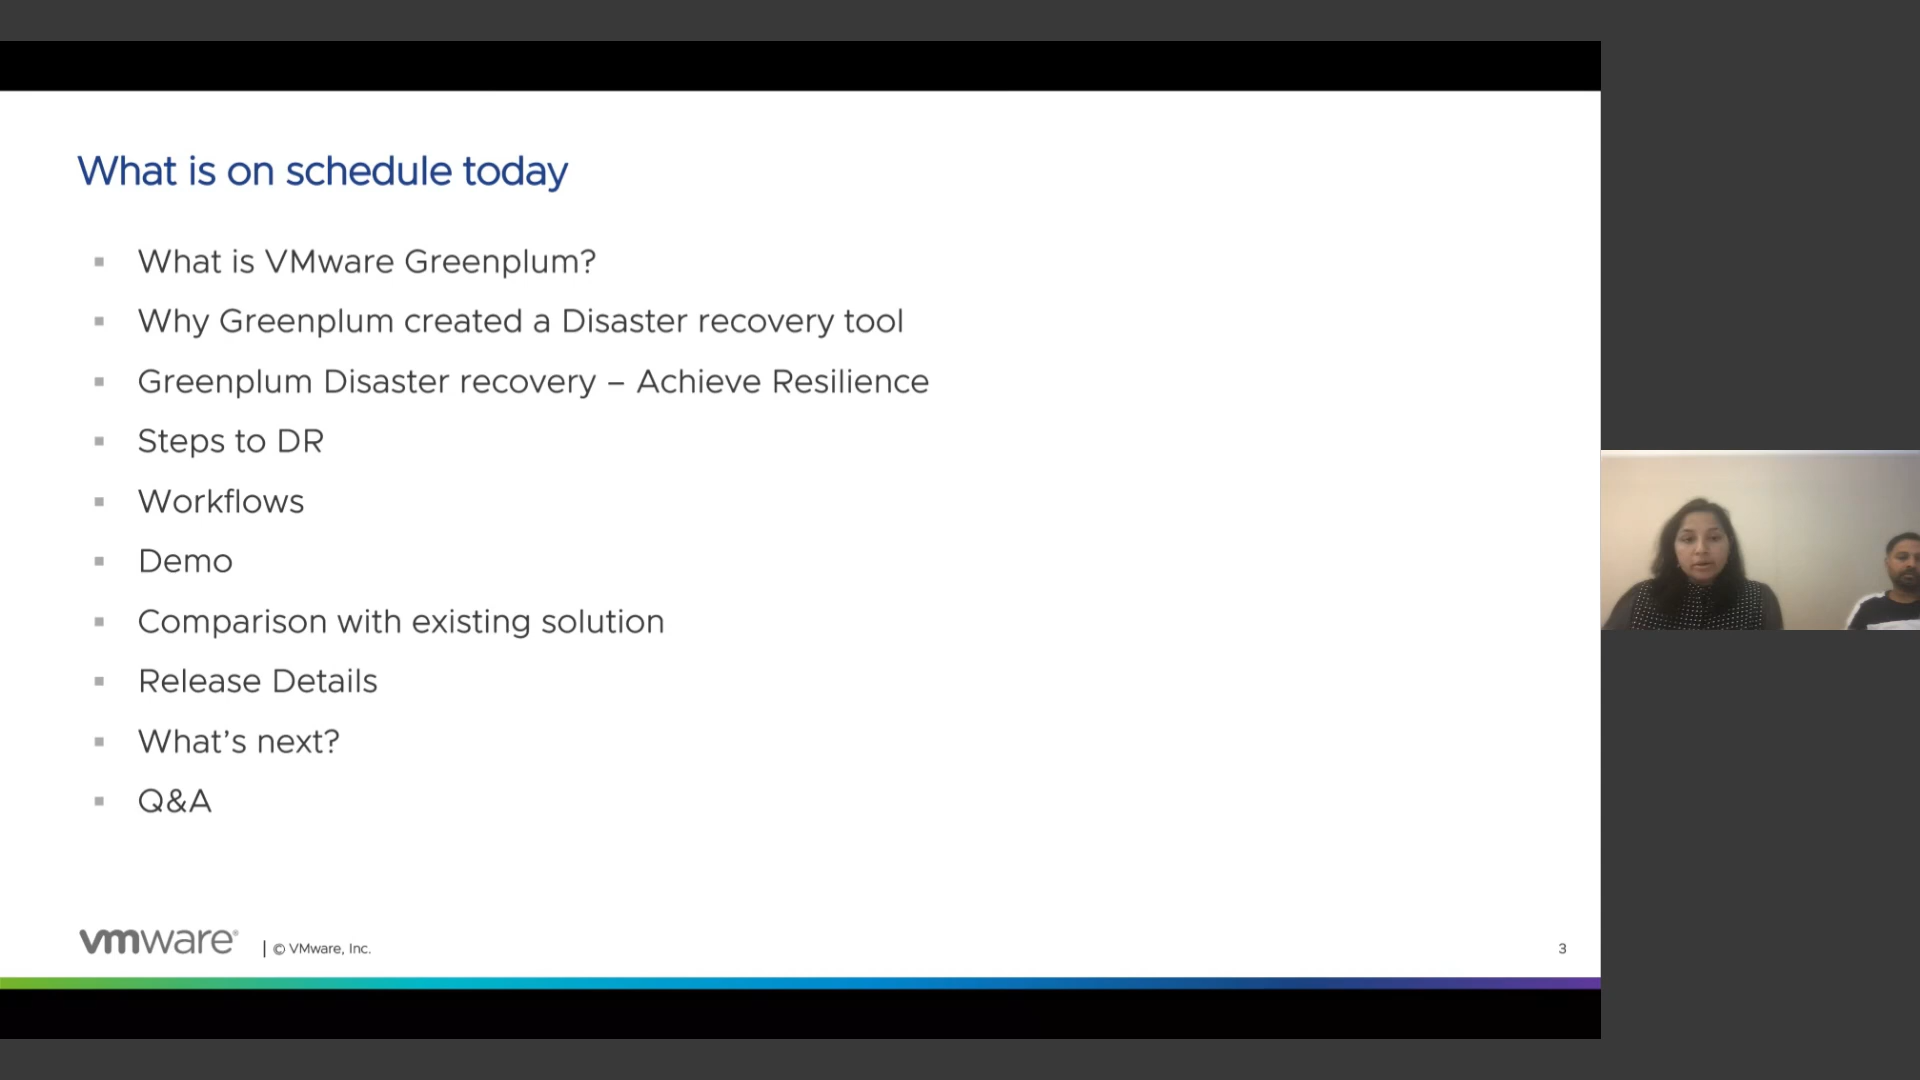 What is on schedule today
What is VMware Greenplum?
Why Greenplum created a Disaster recovery tool
Greenplum Disaster recovery – Achieve Resilience
Steps to DR
Workflows
Demo
Comparison with existing solution
Release Details
What’s next?
Q&A
vmware® | © VMware, Inc.
3